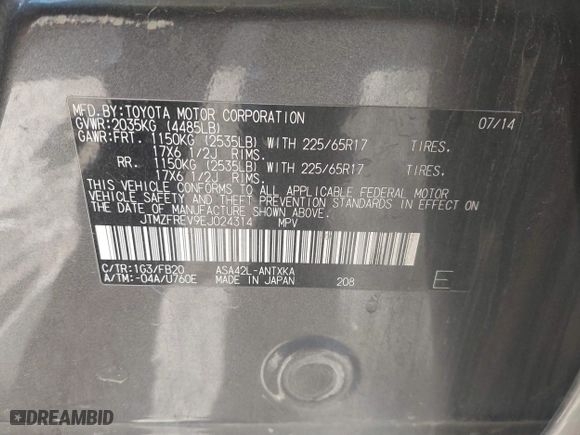 MFD.BY:TOYOTA MOTOR CORPORATION 07/14
GVWR:2035KG (4485LB)
GAWR:FRT. 1150KG (2535LB) WITH 225/65R17 TIRES.
17X6 1/2J RIMS.
RR. 1150KG (2535LB) WITH 225/65R17 TIRES.
17X6 1/2J RIMS.
THIS VEHICLE CONFORMS TO ALL APPLICABLE FEDERAL MOTOR
VEHICLE SAFETY AND THEFT PREVENTION STANDARDS IN EFFECT ON
THE DATE OF MANUFACTURE SHOWN ABOVE.
JTMZFREV9EJ024314 MPV
C/TR:1G3/FB20 ASA42L-ANTXKA
A/TM:-04A/U760E MADE IN JAPAN 208 E
DREAMBID